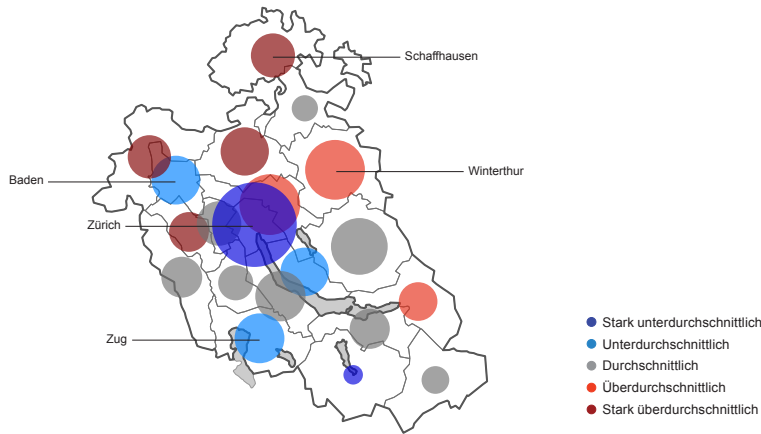 Schaffhausen
Winterthur
Baden
Zürich
Zug
Stark unterdurchschnittlich
Unterdurchschnittlich
Durchschnittlich
Überdurchschnittlich
Stark überdurchschnittlich